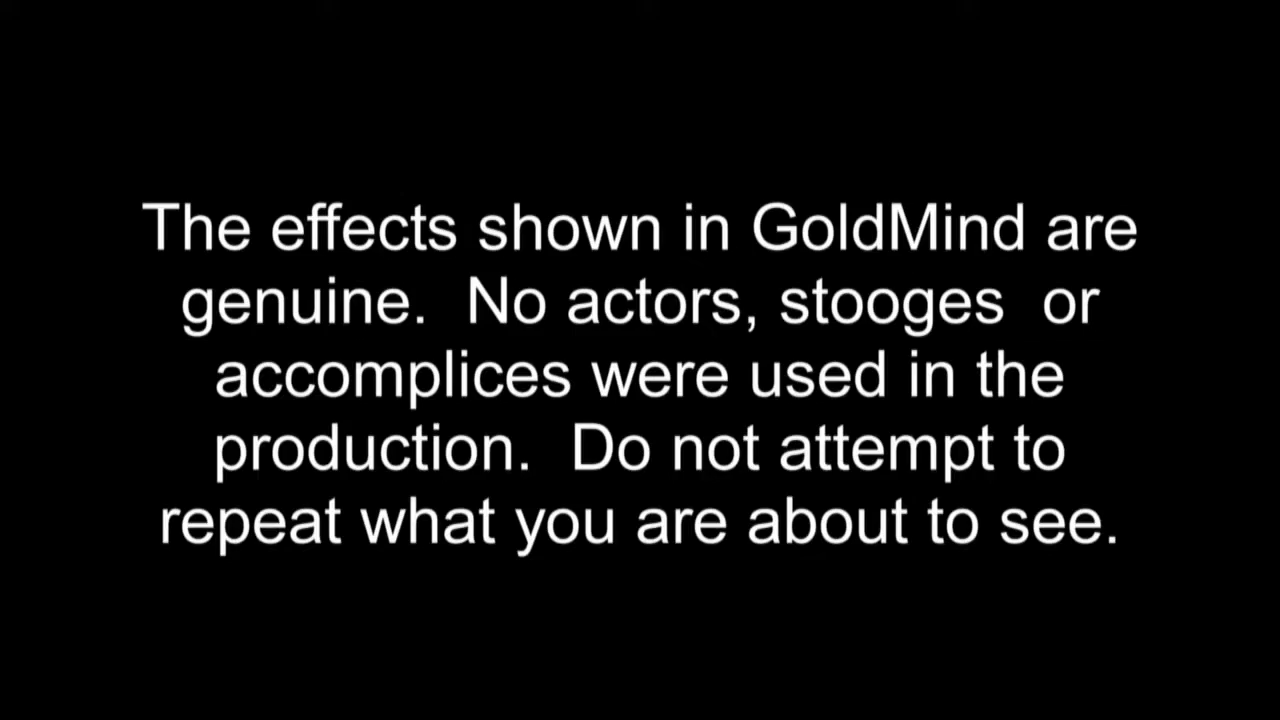 The effects shown in GoldMind are
genuine.  No actors, stooges  or
accomplices were used in the
production.  Do not attempt to
repeat what you are about to see.